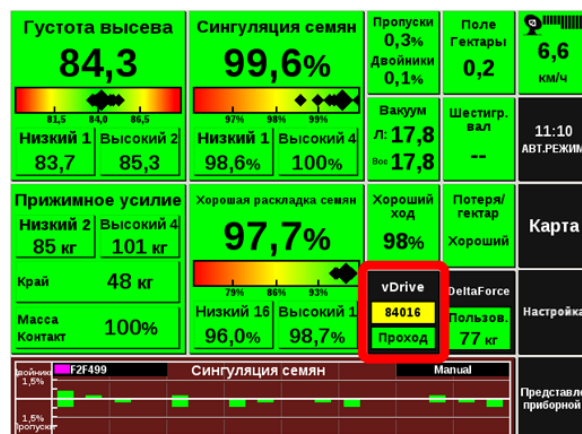 Густота высева
84,3
81,5 84,0 86,5
Низкий 1 Высокий 2
83,7 85,3
Сингуляция семян
99,6%
97% 98% 99%
Низкий 1 Высокий 4
98,6% 100%
Пропуски
0,3%
Двойники
0,1%
Поле
Гектары
0,2
6,6
км/ч
Вакуум
Л: 17,8
Вос 17,8
Шестигр.
вал
--
11:10
АВТ.РЕЖИМ
Прижимное усилие
Низкий 2 Высокий 4
85 кг 101 кг
Край 48 кг
Масса
Контакт 100%
Хорошая раскладка семян
97,7%
79% 86% 93%
Низкий 16 Высокий 1
96,0% 98,7%
Хороший
ход
98%
Потеря/
гектар
Хороший
Карта
vDrive
84016
Проход
DeltaForce
Пользов.
77 кг
Настройка
двойники F2F499 Сингуляция семян Manual
1,5%
1,5%
Пропуски
Представле
приборной